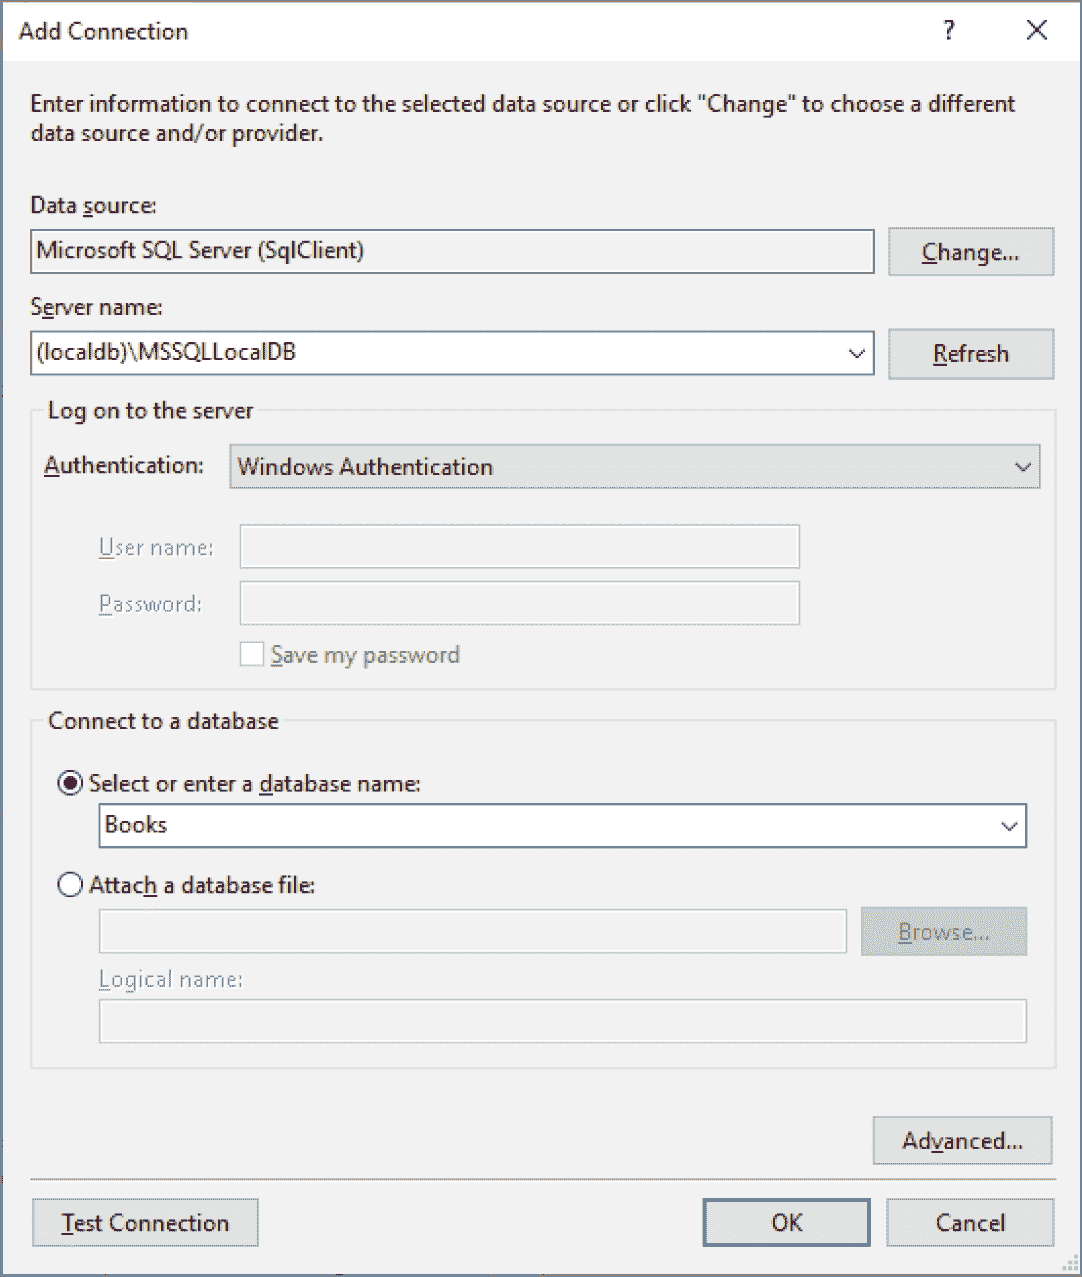 Add Connection ?
Enter information to connect to the selected data source or click "Change" to choose a different
data source and/or provider.
Data source:
Microsoft SQL Server (SqlClient) Change...
Server name:
(localdb)\MSSQLLocalDB Refresh
Log on to the server
Authentication: Windows Authentication
User name:
Password:
Save my password
Connect to a database
Select or enter a database name:
Books
Attach a database file:
Browse...
Logical name:
Advanced...
Test Connection OK Cancel